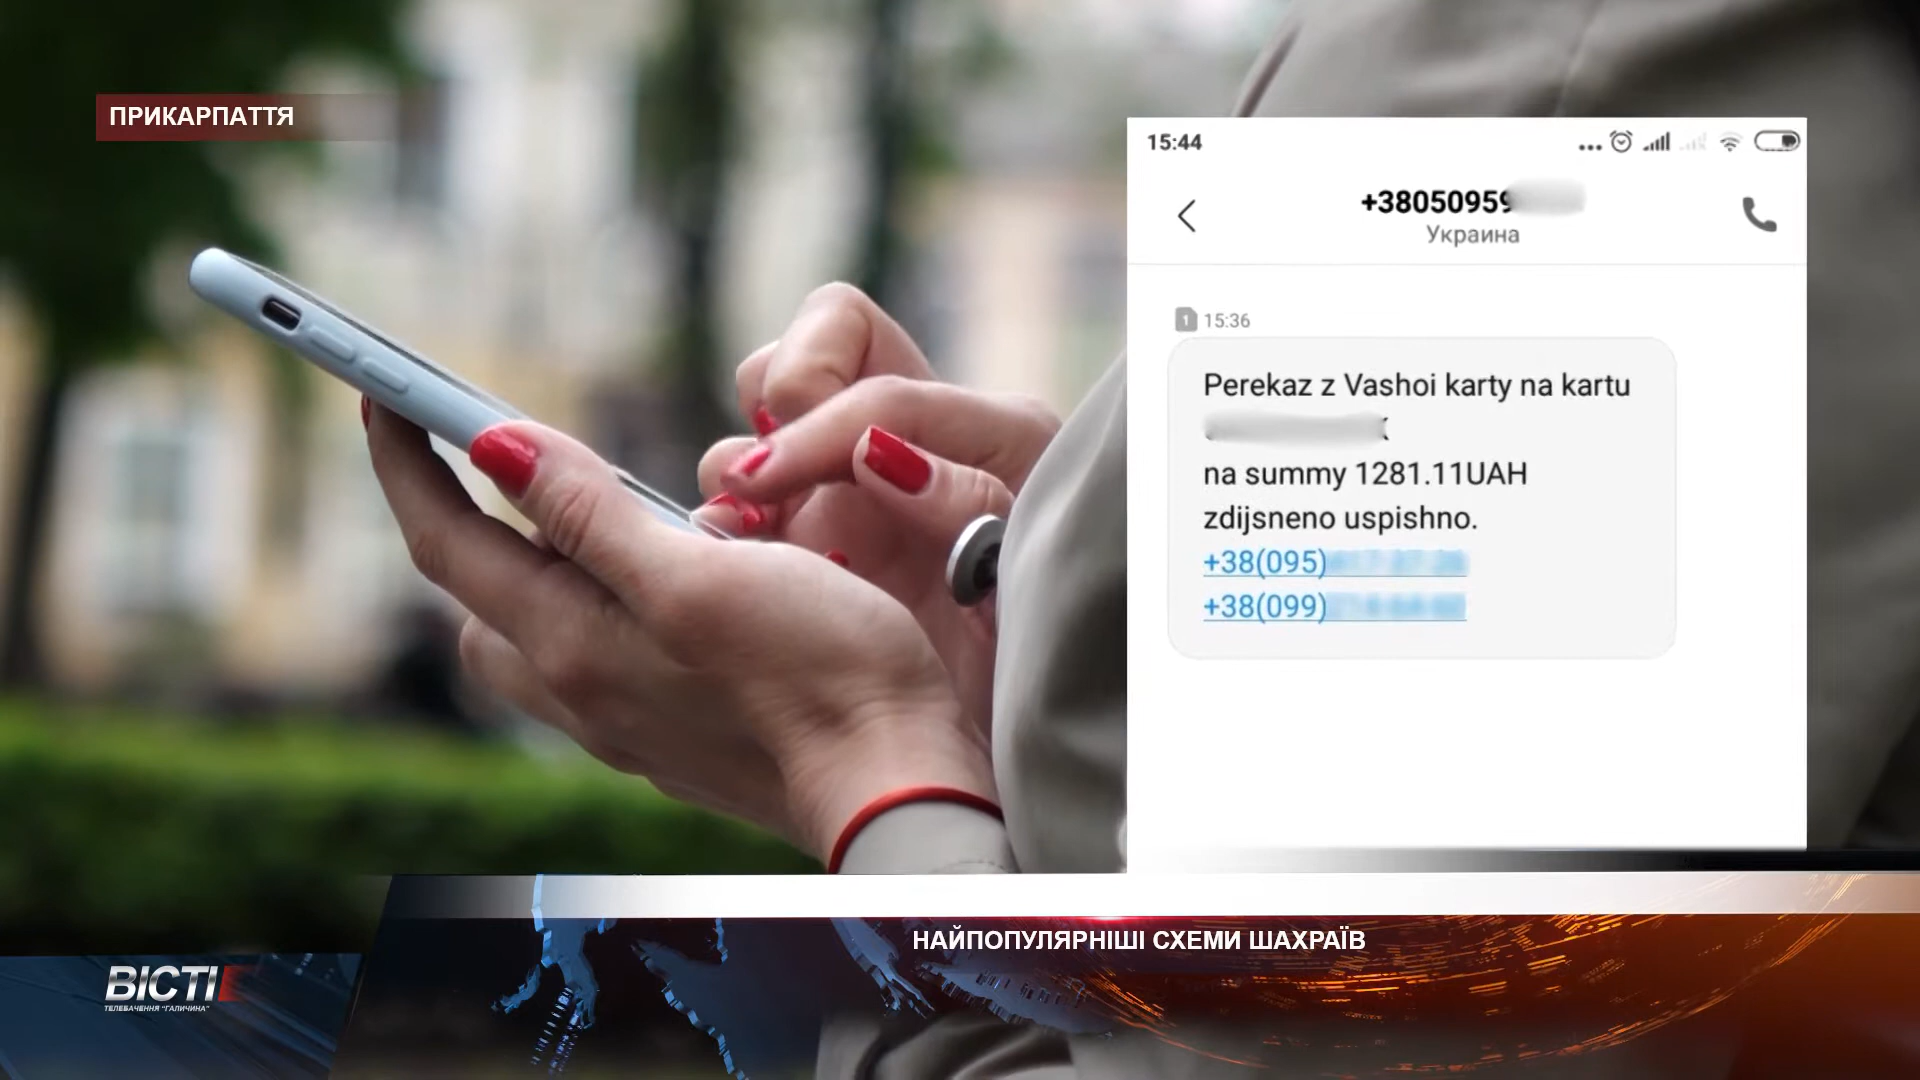 ПРИКАРПАТТЯ
15:44
+38050959
Украина
1 15:36
Perekaz z Vashoi karty na kartu
na summy 1281.11UAH
zdijsneno uspishno.
+38(095)
+38(099)
НАЙПОПУЛЯРНІШІ СХЕМИ ШАХРАЇВ
ВІСТІ
ТЕЛЕБАЧЕННЯ "ГАЛИЧИНА"